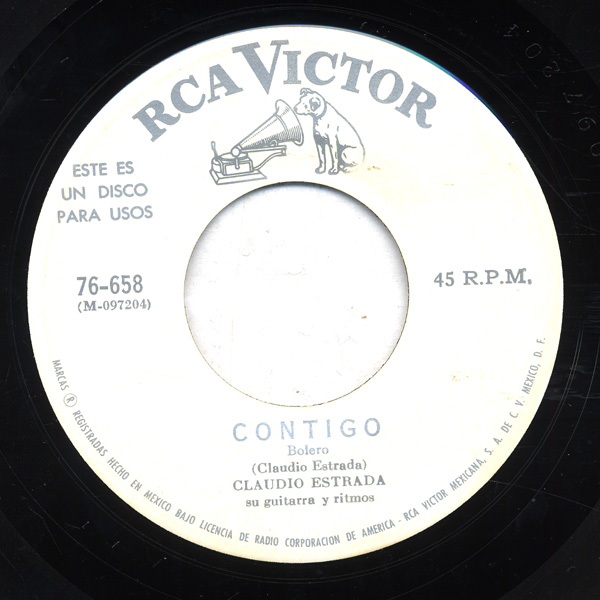 RCA VICTOR
ESTE ES
UN DISCO
PARA USOS
76-658
(M-097204)
45 R.P.M.
CONTIGO
Bolero
(Claudio Estrada)
CLAUDIO ESTRADA
su guitarra y ritmos
MARCAS ® REGISTRADAS HECHO EN MEXICO BAJO LICENCIA DE RADIO CORPORACION DE AMERICA - RCA VICTOR MEXICANA, S. A. DE C. V. MEXICO, D. F.